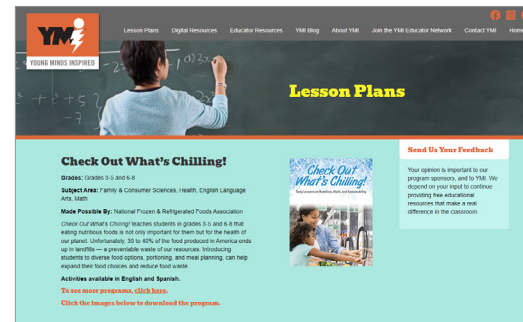 YMI
YOUNG MINDS INSPIRED
Lesson Plans Digital Resources Educator Resources YMI Blog About YMI Join the YMI Educator Network Contact YMI Home
Lesson Plans
Check Out What's Chilling!
Grades: Grades 3-5 and 6-8
Subject Area: Family & Consumer Sciences, Health, English Language
Arts, Math
Made Possible By: National Frozen & Refrigerated Foods Association
Check Out What's Chilling! teaches students in grades 3-5 and 6-8 that
eating nutritious foods is not only important for them but for the health of
our planet. Unfortunately, 30 to 40% of the food produced in America ends
up in landfills — a preventable waste of our resources. Introducing
students to diverse food options, portioning, and meal planning, can help
expand their food choices and reduce food waste.
Activities available in English and Spanish.
To see more programs, click here.
Click the images below to download the program.
Check Out
What's Chilling!
Send Us Your Feedback
Your opinion is important to our
program sponsors, and to YMI. We
depend on your input to continue
providing free educational
resources that make a real
difference in the classroom.